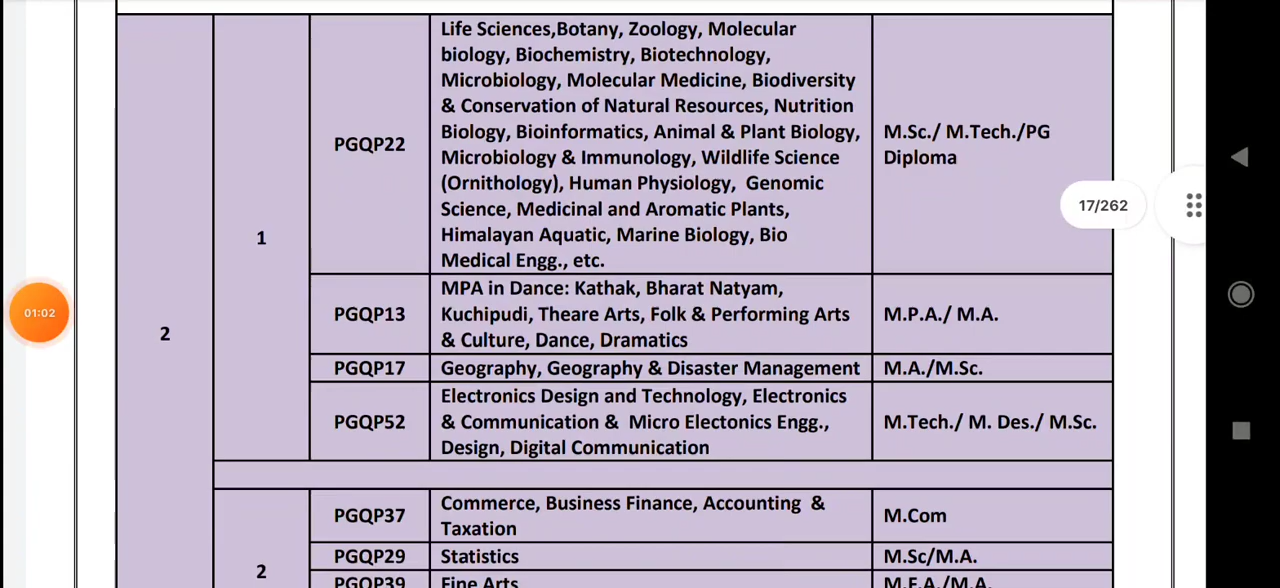 Life Sciences,Botany, Zoology, Molecular
biology, Biochemistry, Biotechnology,
Microbiology, Molecular Medicine, Biodiversity
& Conservation of Natural Resources, Nutrition
PGQP22
Biology, Bioinformatics, Animal & Plant Biology,
Microbiology & Immunology, Wildlife Science
(Ornithology), Human Physiology, Genomic
Science, Medicinal and Aromatic Plants,
Himalayan Aquatic, Marine Biology, Bio
Medical Engg., etc.
M.Sc./ M.Tech./PG
Diploma
17/262
1
01:02
2
PGQP13
MPA in Dance: Kathak, Bharat Natyam,
Kuchipudi, Theare Arts, Folk & Performing Arts
& Culture, Dance, Dramatics
M.P.A./ M.A.
PGQP17
Geography, Geography & Disaster Management
M.A./M.Sc.
PGQP52
Electronics Design and Technology, Electronics
& Communication & Micro Electonics Engg.,
Design, Digital Communication
M.Tech./ M. Des./ M.Sc.
PGQP37
Commerce, Business Finance, Accounting &
Taxation
M.Com
2
PGQP29
Statistics
M.Sc/M.A.
PGQP39
Fine Arts
M.F.A./M.A.